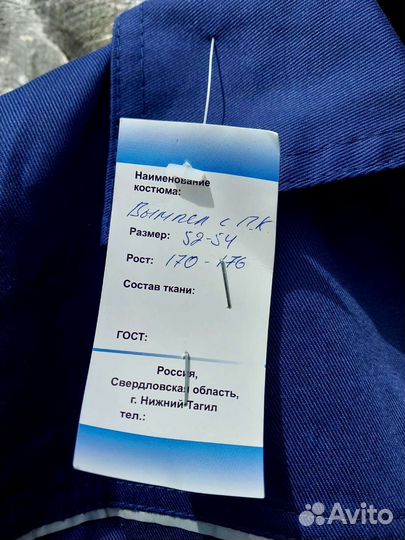 Наименование
костюма:
Вымпел с П.К.
Размер: 52-54
Рост: 170-176
Состав ткани:
ГОСТ:
Россия,
Свердловская область,
г. Нижний Тагил
тел.:
Avito